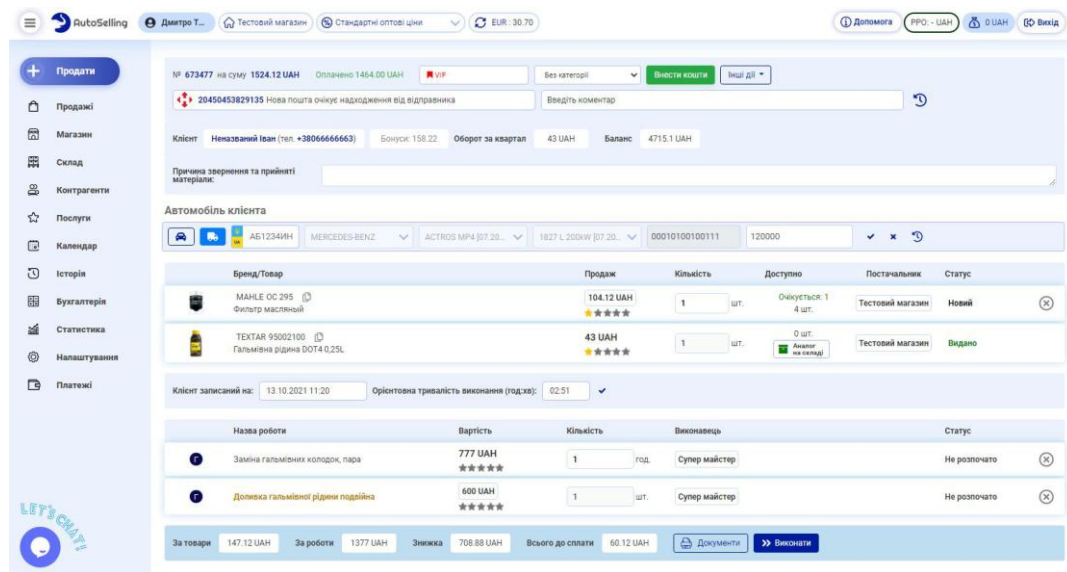 AutoSelling Дмитро Т... Тестовий магазин Стандартні оптові ціни EUR : 30.70 Допомога РРО: - UAH 0 UAH Вихід
Продати
Продажі
Магазин
Склад
Контрагенти
Послуги
Календар
Історія
Бухгалтерія
Статистика
Налаштування
Платежі
LET'S CHAT!
№ 673477 на суму 1524.12 UAH Оплачено 1464.00 UAH VIP Без категорії Внести кошти Інші дії
20450453829135 Нова пошта очікує надходження від відправника Введіть коментар
Клієнт Неназваний Іван (тел. +38066666663) Бонуси: 158.22 Оборот за квартал 43 UAH Баланс 4715.1 UAH
Причина звернення та прийняті
матеріали:
Автомобіль клієнта
UA АБ1234ИН MERCEDES-BENZ ACTROS MP4 [07.20... 1827 L 200kW [07.20... 00010100100111 120000
Бренд/Товар Продаж Кількість Доступно Постачальник Статус
MAHLE OC 295 104.12 UAH 1 шт. Очікується: 1 Тестовий магазин Новий
Фильтр масляный 4 шт.
TEXTAR 95002100 43 UAH 1 шт. 0 шт. Тестовий магазин Видано
Гальмівна рідина DOT4 0,25L Аналог
на складі
Клієнт записаний на: 13.10.2021 11:20 Орієнтовна тривалість виконання (год:хв): 02:51
Назва роботи Вартість Кількість Виконавець Статус
Г Заміна гальмівних колодок, пара 777 UAH 1 год. Супер майстер Не розпочато
Г Доливка гальмівної рідини подвійна 600 UAH 1 шт. Супер майстер Не розпочато
За товари 147.12 UAH За роботи 1377 UAH Знижка 708.88 UAH Всього до сплати 60.12 UAH Документи Виконати